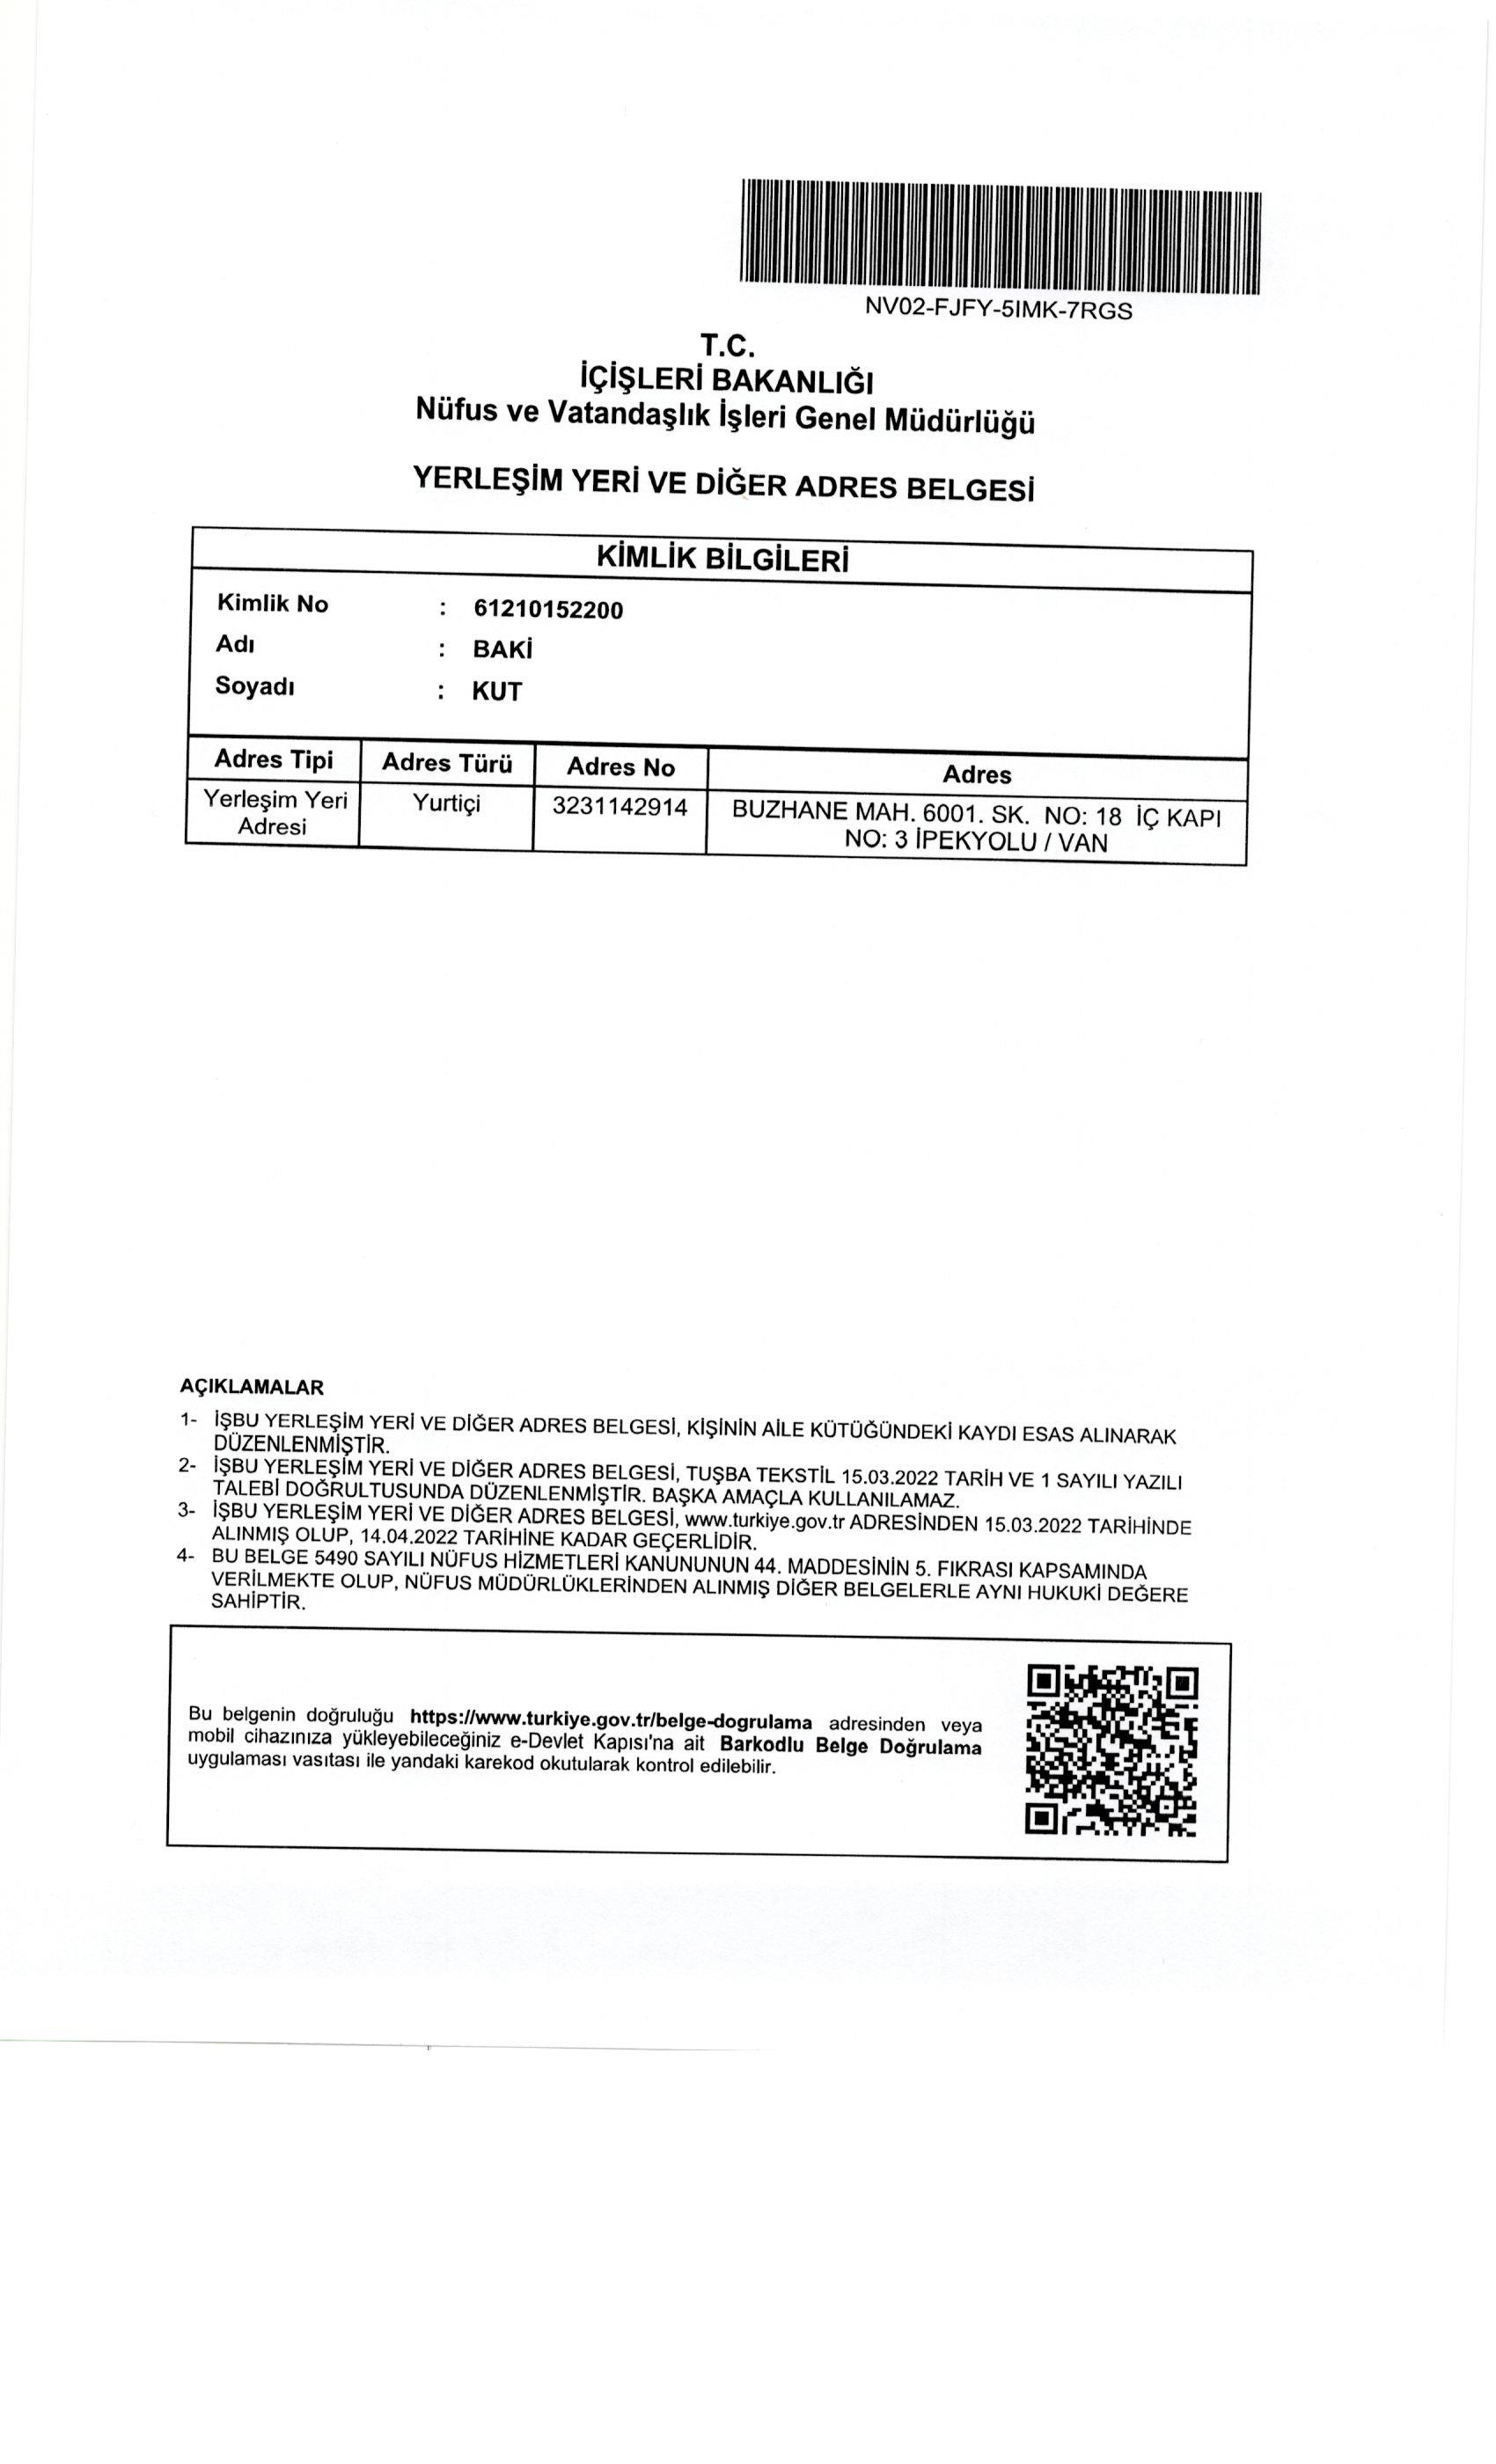 NV02-FJFY-5IMK-7RGS
T.C.
İÇİŞLERİ BAKANLIĞI
Nüfus ve Vatandaşlık İşleri Genel Müdürlüğü
YERLEŞİM YERİ VE DİĞER ADRES BELGESİ
KİMLİK BİLGİLERİ
Kimlik No : 61210152200
Adı : BAKİ
Soyadı : KUT
Adres Tipi Adres Türü Adres No Adres
Yerleşim Yeri Yurtiçi 3231142914 BUZHANE MAH. 6001. SK. NO: 18 İÇ KAPI
Adresi NO: 3 İPEKYOLU / VAN
AÇIKLAMALAR
1- İŞBU YERLEŞİM YERİ VE DİĞER ADRES BELGESİ, KİŞİNİN AİLE KÜTÜĞÜNDEKİ KAYDI ESAS ALINARAK
DÜZENLENMİŞTİR.
2- İŞBU YERLEŞİM YERİ VE DİĞER ADRES BELGESİ, TUŞBA TEKSTİL 15.03.2022 TARİH VE 1 SAYILI YAZILI
TALEBİ DOĞRULTUSUNDA DÜZENLENMİŞTİR. BAŞKA AMAÇLA KULLANILAMAZ.
3- İŞBU YERLEŞİM YERİ VE DİĞER ADRES BELGESİ, www.turkiye.gov.tr ADRESİNDEN 15.03.2022 TARİHİNDE
ALINMIŞ OLUP, 14.04.2022 TARİHİNE KADAR GEÇERLİDİR.
4- BU BELGE 5490 SAYILI NÜFUS HİZMETLERİ KANUNUNUN 44. MADDESİNİN 5. FIKRASI KAPSAMINDA
VERİLMEKTE OLUP, NÜFUS MÜDÜRLÜKLERİNDEN ALINMIŞ DİĞER BELGELERLE AYNI HUKUKİ DEĞERE
SAHİPTİR.
Bu belgenin doğruluğu https://www.turkiye.gov.tr/belge-dogrulama adresinden veya
mobil cihazınıza yükleyebileceğiniz e-Devlet Kapısı'na ait Barkodlu Belge Doğrulama
uygulaması vasıtası ile yandaki karekod okutularak kontrol edilebilir.